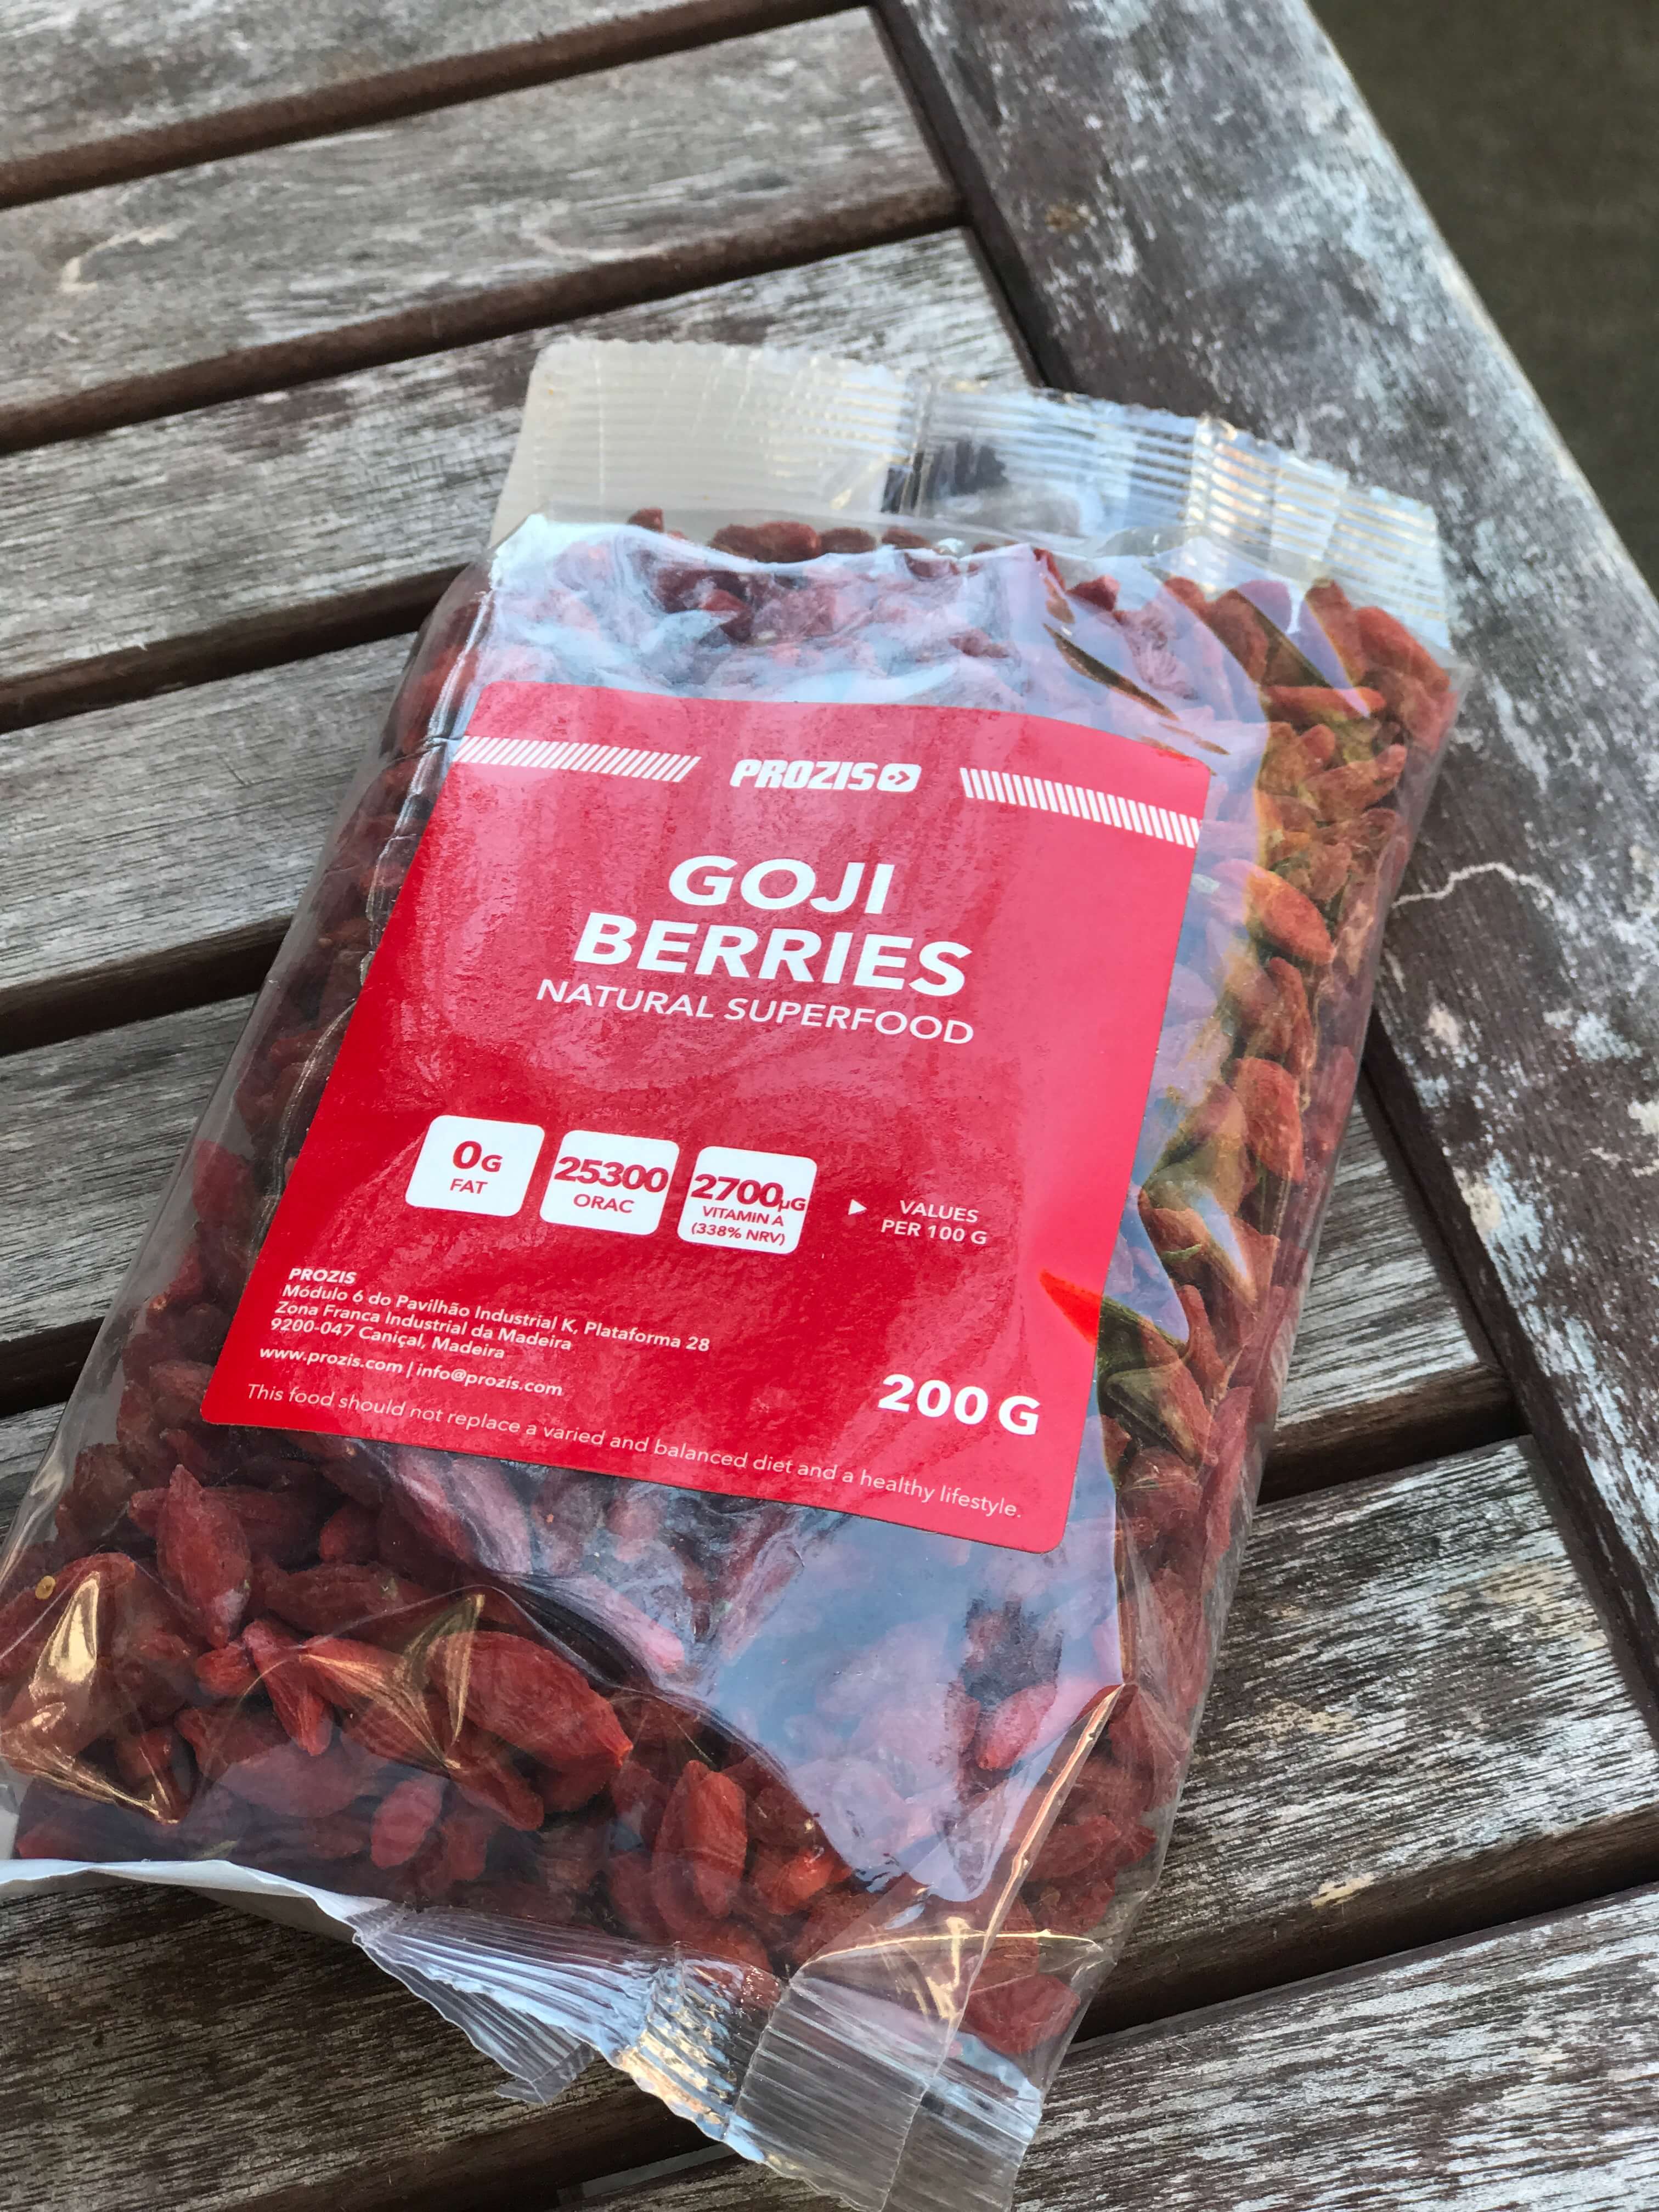 PROZIS
GOJI
BERRIES
NATURAL SUPERFOOD
0G
FAT
25300
ORAC
2700µG
VITAMIN A
(338% NRV)
VALUES
PER 100 G
PROZIS
Módulo 6 do Pavilhão Industrial K, Plataforma 28
Zona Franca Industrial da Madeira
9200-047 Caniçal, Madeira
www.prozis.com | info@prozis.com
200 G
This food should not replace a varied and balanced diet and a healthy lifestyle.